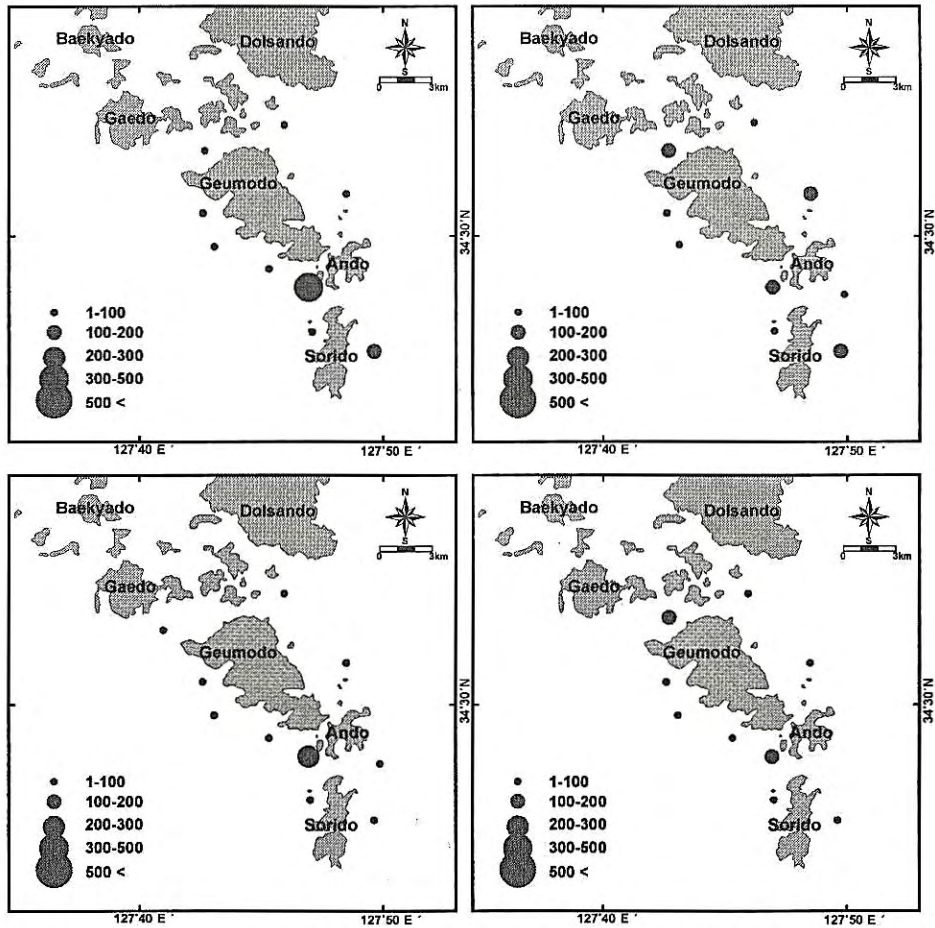 Baekyado
Dolsando
N
S
0 3km
Gaedo
Geumodo
34°30'N
Ando
Sorido
1-100
100-200
200-300
300-500
500 <
127°40 E ′
127°50 E ′
Baekyado
Dolsando
N
S
0 3km
Gaedo
Geumodo
34°30'N
Ando
Sorido
1-100
100-200
200-300
300-500
500 <
127°40 E ′
127°50 E ′
Baekyado
Dolsando
N
S
0 3km
Gaedo
Geumodo
34°30'N
Ando
Sorido
1-100
100-200
200-300
300-500
500 <
127°40 E ′
127°50 E ′
Baekyado
Dolsando
N
S
0 3km
Gaedo
Geumodo
34°30'N
Ando
Sorido
1-100
100-200
200-300
300-500
500 <
127°40 E ′
127°50 E ′